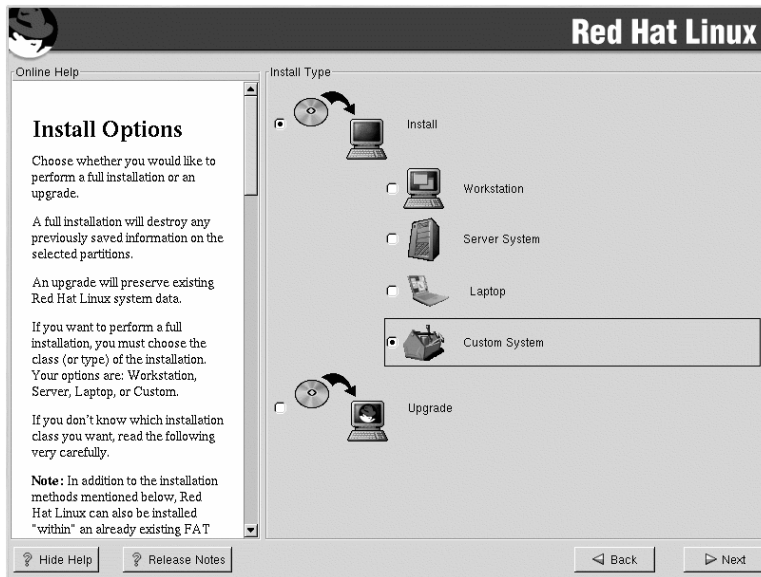 Red Hat Linux
Online Help
Install Options
Choose whether you would like to
perform a full installation or an
upgrade.
A full installation will destroy any
previously saved information on the
selected partitions.
An upgrade will preserve existing
Red Hat Linux system data.
If you want to perform a full
installation, you must choose the
class (or type) of the installation.
Your options are: Workstation,
Server, Laptop, or Custom.
If you don't know which installation
class you want, read the following
very carefully.
Note: In addition to the installation
methods mentioned below, Red
Hat Linux can also be installed
"within" an already existing FAT
Install Type
Install
Workstation
Server System
Laptop
Custom System
Upgrade
Hide Help
Release Notes
Back
Next